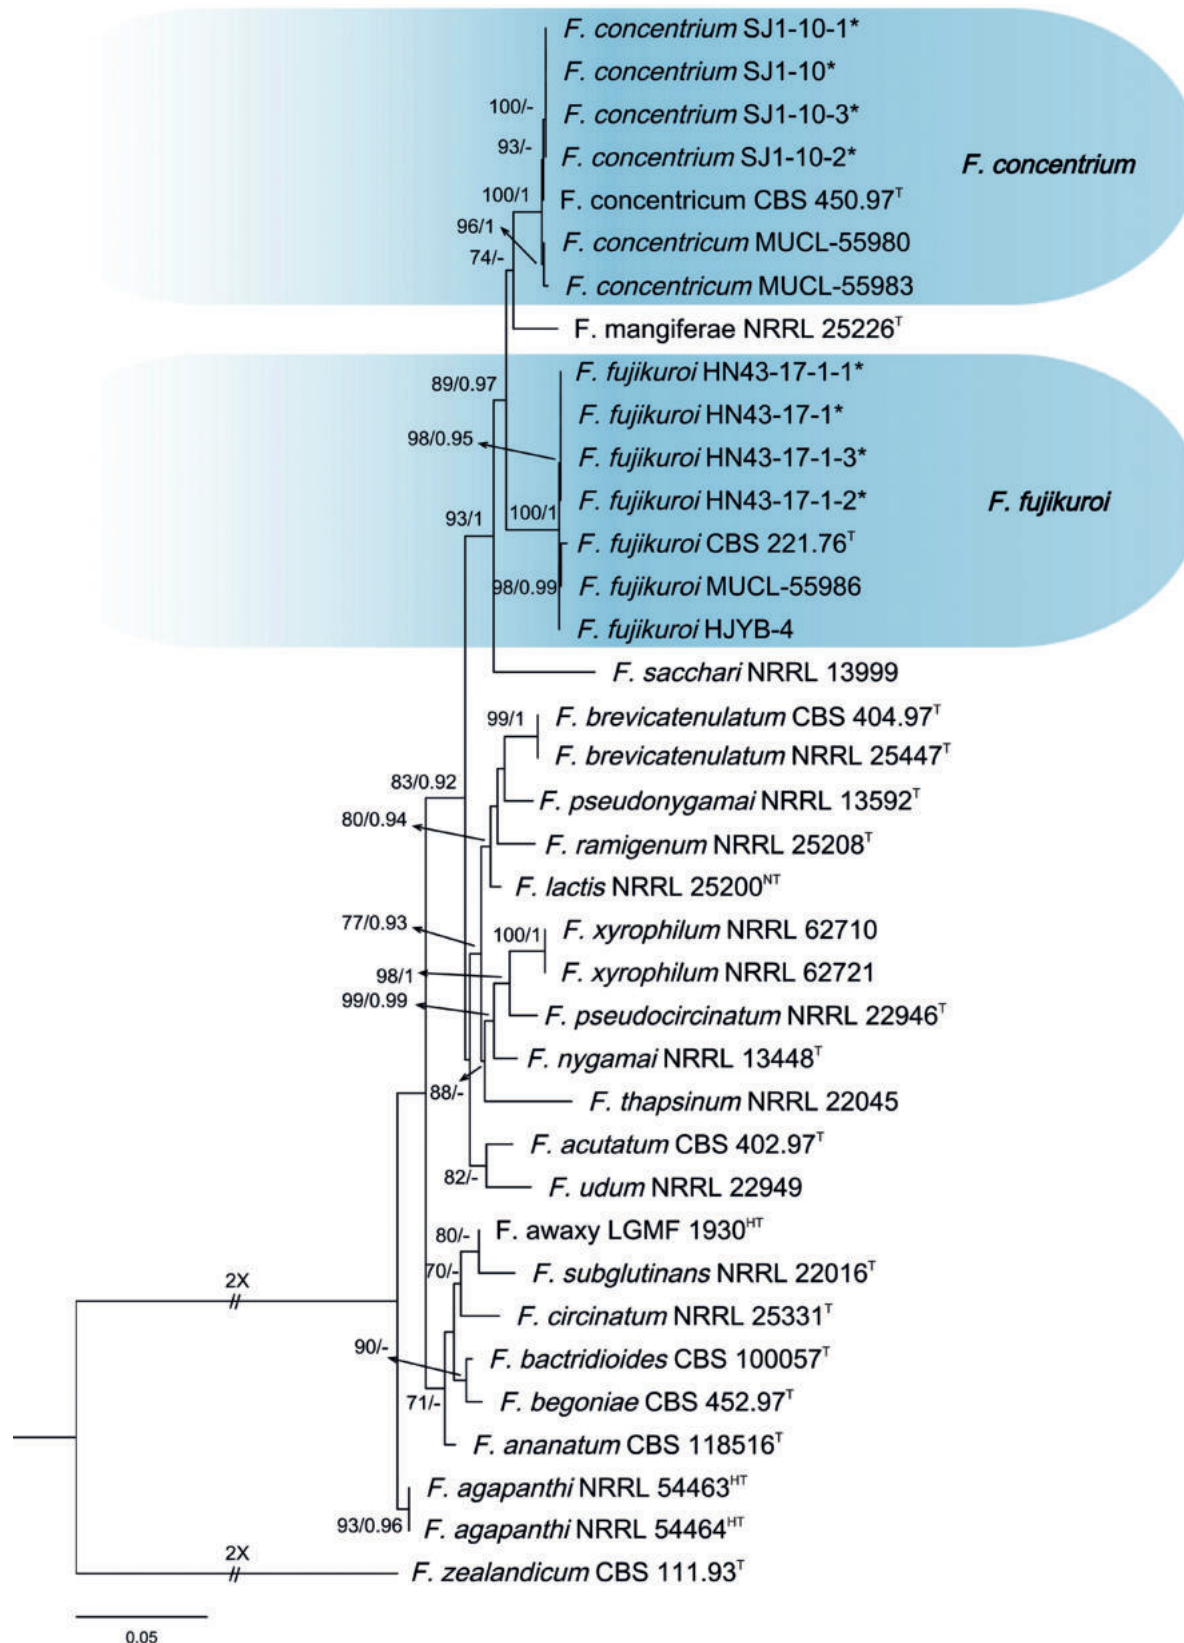 F. concentrium SJ1-10-1*
F. concentrium SJ1-10*
100/-
F. concentrium SJ1-10-3*
93/-
F. concentrium SJ1-10-2*
F. concentrium
100/1
F. concentricum CBS 450.97ᵀ
96/1
F. concentricum MUCL-55980
74/-
F. concentricum MUCL-55983
F. mangiferae NRRL 25226ᵀ
89/0.97
F. fujikuroi HN43-17-1-1*
F. fujikuroi HN43-17-1*
98/0.95
F. fujikuroi HN43-17-1-3*
F. fujikuroi HN43-17-1-2*
F. fujikuroi
93/1
100/1
F. fujikuroi CBS 221.76ᵀ
98/0.99
F. fujikuroi MUCL-55986
F. fujikuroi HJYB-4
F. sacchari NRRL 13999
99/1
F. brevicatenulatum CBS 404.97ᵀ
F. brevicatenulatum NRRL 25447ᵀ
83/0.92
F. pseudonygamai NRRL 13592ᵀ
80/0.94
F. ramigenum NRRL 25208ᵀ
F. lactis NRRL 25200ᴺᵀ
77/0.93
100/1
F. xyrophilum NRRL 62710
98/1
F. xyrophilum NRRL 62721
99/0.99
F. pseudocircinatum NRRL 22946ᵀ
F. nygamai NRRL 13448ᵀ
88/-
F. thapsinum NRRL 22045
F. acutatum CBS 402.97ᵀ
82/-
F. udum NRRL 22949
80/-
F. awaxy LGMF 1930ᴴᵀ
70/-
F. subglutinans NRRL 22016ᵀ
2X
F. circinatum NRRL 25331ᵀ
90/-
F. bactridioides CBS 100057ᵀ
71/-
F. begoniae CBS 452.97ᵀ
F. ananatum CBS 118516ᵀ
F. agapanthi NRRL 54463ᴴᵀ
93/0.96
F. agapanthi NRRL 54464ᴴᵀ
2X
F. zealandicum CBS 111.93ᵀ
0.05